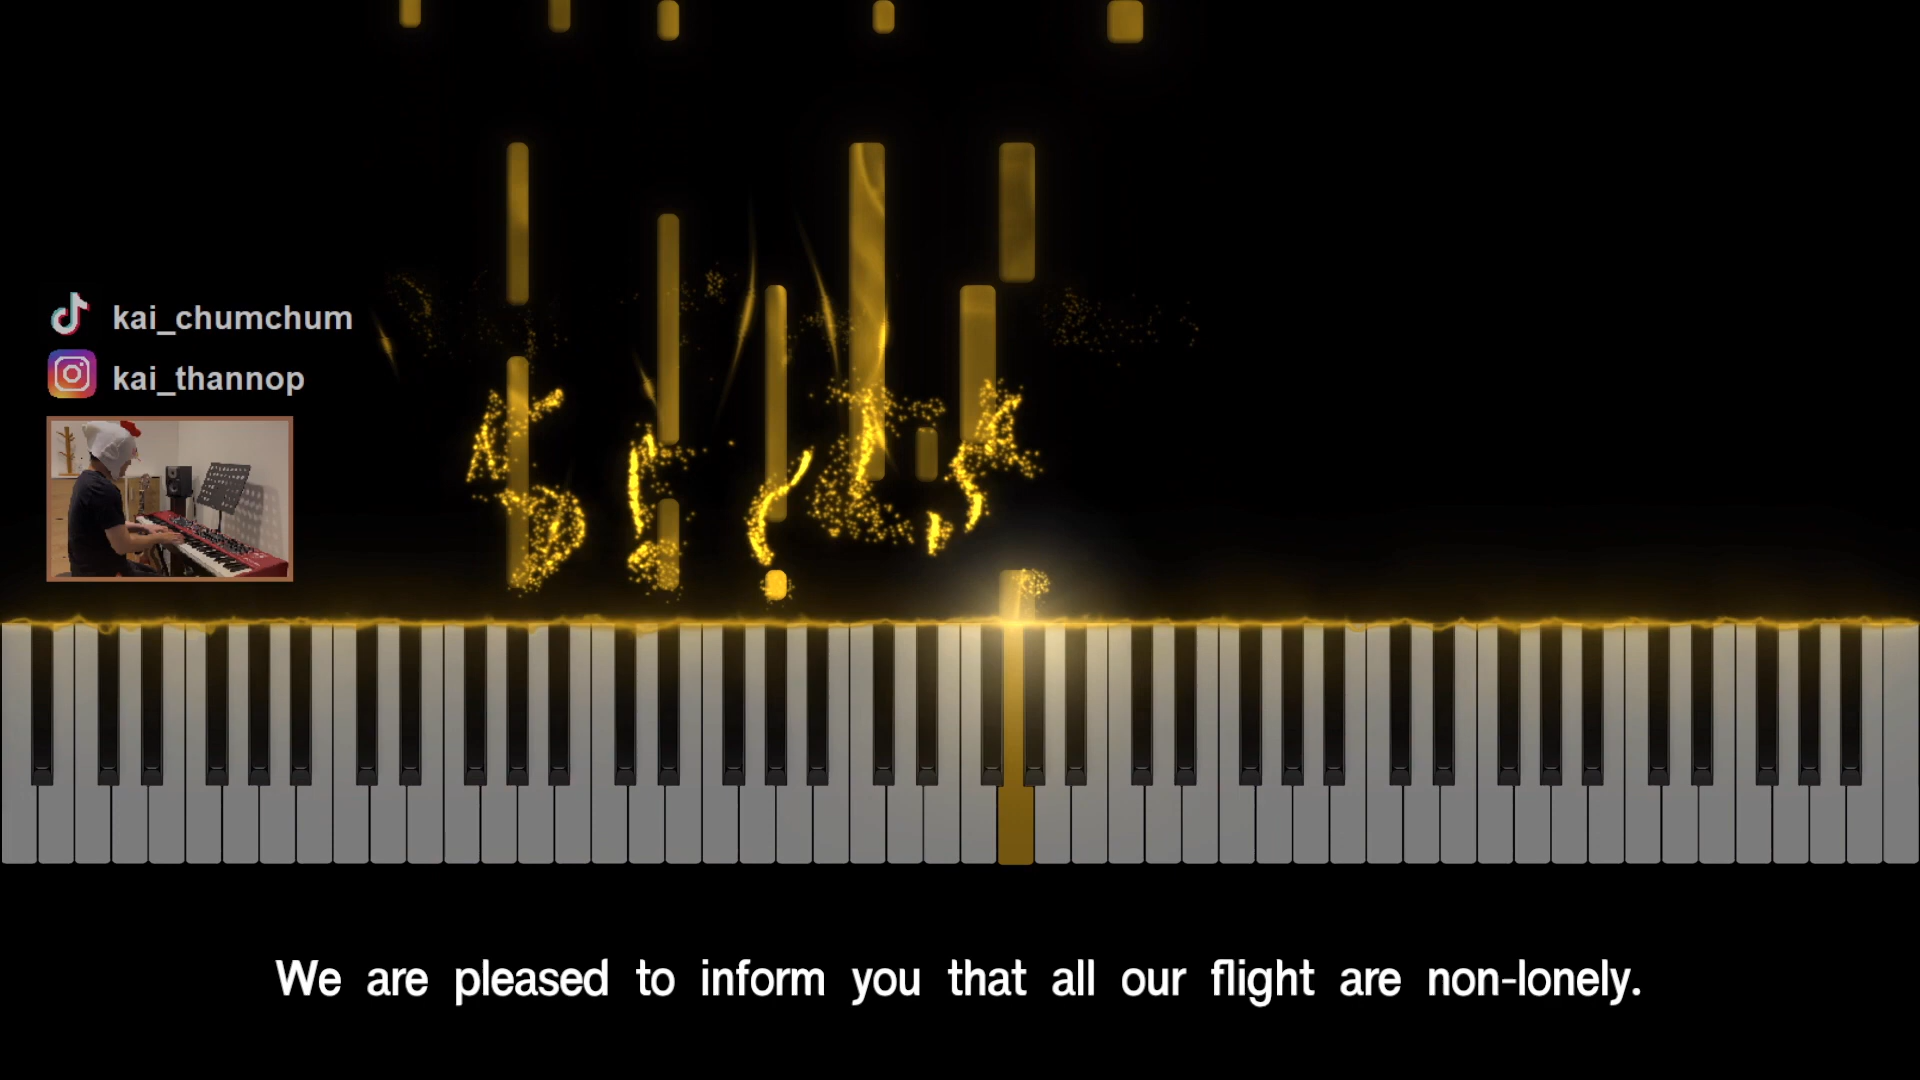 kai_chumchum
kai_thannop
We are pleased to inform you that all our flight are non-lonely.